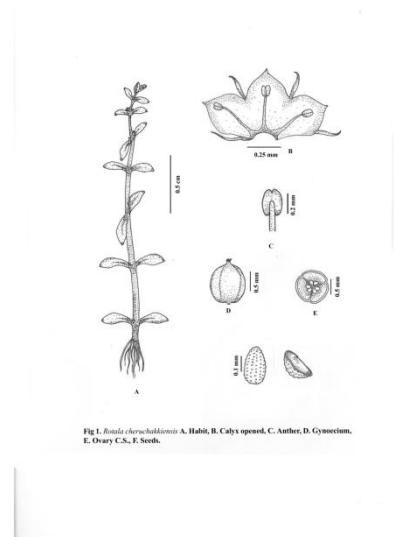 0.5 cm
0.25 mm
B
0.2 mm
C
0.5 mm
D
0.5 mm
E
0.1 mm
A
Fig 1. Rotala cheruchakkiensis A. Habit, B. Calyx opened, C. Anther, D. Gynoecium,
E. Ovary C.S., F. Seeds.